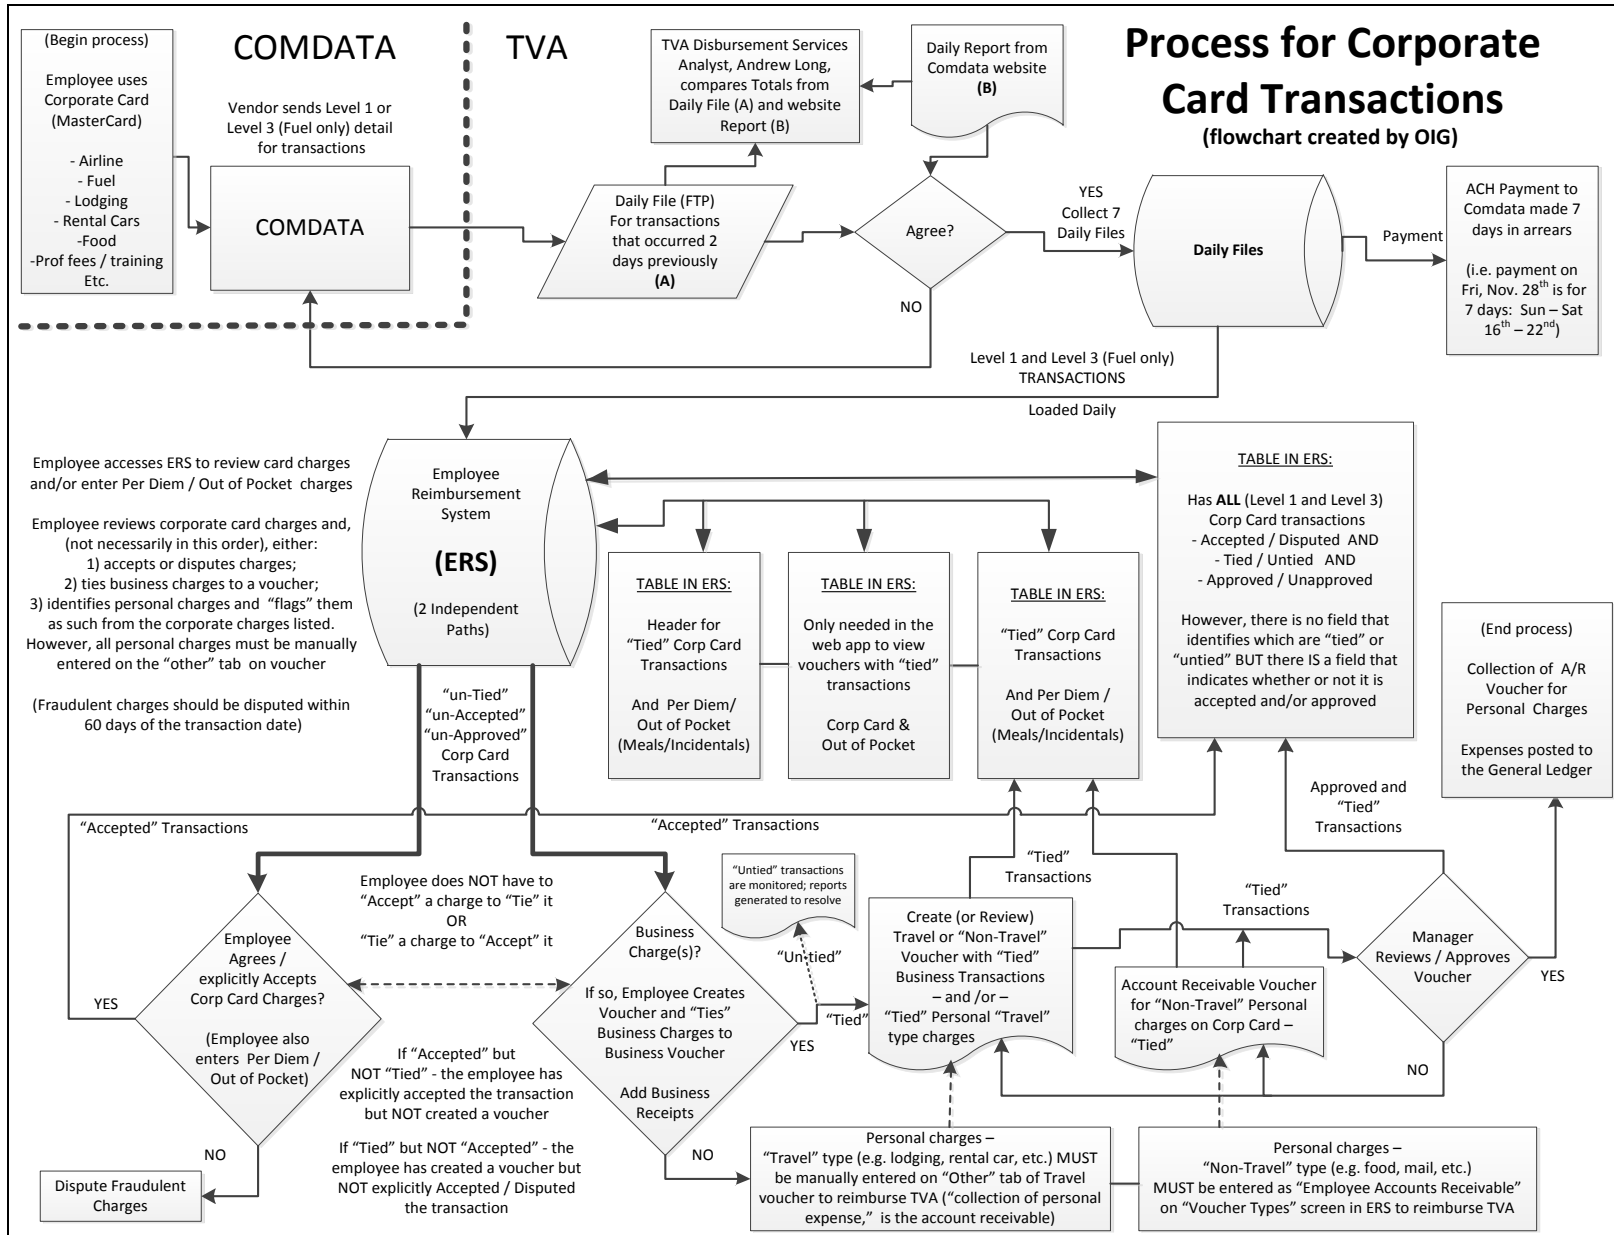 Process for Corporate
Card Transactions
(flowchart created by OIG)
COMDATA
TVA
(Begin process)
Employee uses
Corporate Card
(MasterCard)
- Airline
- Fuel
- Lodging
- Rental Cars
-Food
-Prof fees / training
Etc.
Vendor sends Level 1 or
Level 3 (Fuel only) detail
for transactions
COMDATA
TVA Disbursement Services
Analyst, Andrew Long,
compares Totals from
Daily File (A) and website
Report (B)
Daily Report from
Comdata website
(B)
Daily File (FTP)
For transactions
that occurred 2
days previously
(A)
Agree?
YES
Collect 7
Daily Files
NO
Daily Files
Payment
ACH Payment to
Comdata made 7
days in arrears
(i.e. payment on
Fri, Nov. 28th is for
7 days: Sun – Sat
16th – 22nd)
Level 1 and Level 3 (Fuel only)
TRANSACTIONS
Loaded Daily
Employee accesses ERS to review card charges
and/or enter Per Diem / Out of Pocket charges
Employee reviews corporate card charges and,
(not necessarily in this order), either:
1) accepts or disputes charges;
2) ties business charges to a voucher;
3) identifies personal charges and “flags” them
as such from the corporate charges listed.
However, all personal charges must be manually
entered on the “other” tab on voucher
(Fraudulent charges should be disputed within
60 days of the transaction date)
Employee
Reimbursement
System
(ERS)
(2 Independent
Paths)
TABLE IN ERS:
Header for
“Tied” Corp Card
Transactions
And Per Diem/
Out of Pocket
(Meals/Incidentals)
TABLE IN ERS:
Only needed in the
web app to view
vouchers with “tied”
transactions
Corp Card &
Out of Pocket
TABLE IN ERS:
“Tied” Corp Card
Transactions
And Per Diem /
Out of Pocket
(Meals/Incidentals)
TABLE IN ERS:
Has ALL (Level 1 and Level 3)
Corp Card transactions
- Accepted / Disputed AND
- Tied / Untied AND
- Approved / Unapproved
However, there is no field that
identifies which are “tied” or
“untied” BUT there IS a field that
indicates whether or not it is
accepted and/or approved
(End process)
Collection of A/R
Voucher for
Personal Charges
Expenses posted to
the General Ledger
“un-Tied”
“un-Accepted”
“un-Approved”
Corp Card
Transactions
“Accepted” Transactions
“Accepted” Transactions
Approved and
“Tied”
Transactions
Employee does NOT have to
“Accept” a charge to “Tie” it
OR
“Tie” a charge to “Accept” it
Employee
Agrees /
explicitly Accepts
Corp Card Charges?
(Employee also
enters Per Diem /
Out of Pocket)
YES
NO
Dispute Fraudulent
Charges
If “Accepted” but
NOT “Tied” - the employee has
explicitly accepted the transaction
but NOT created a voucher
If “Tied” but NOT “Accepted” - the
employee has created a voucher but
NOT explicitly Accepted / Disputed
the transaction
Business
Charge(s)?
If so, Employee Creates
Voucher and “Ties”
Business Charges to
Business Voucher
Add Business
Receipts
YES
NO
“Untied” transactions
are monitored; reports
generated to resolve
“Un-tied”
“Tied”
Create (or Review)
Travel or “Non-Travel”
Voucher with “Tied”
Business Transactions
– and /or –
“Tied” Personal “Travel”
type charges
“Tied”
Transactions
“Tied”
Transactions
Account Receivable Voucher
for “Non-Travel” Personal
charges on Corp Card –
“Tied”
Manager
Reviews / Approves
Voucher
YES
NO
Personal charges –
“Travel” type (e.g. lodging, rental car, etc.) MUST
be manually entered on “Other” tab of Travel
voucher to reimburse TVA (“collection of personal
expense,” is the account receivable)
Personal charges –
“Non-Travel” type (e.g. food, mail, etc.)
MUST be entered as “Employee Accounts Receivable”
on “Voucher Types” screen in ERS to reimburse TVA